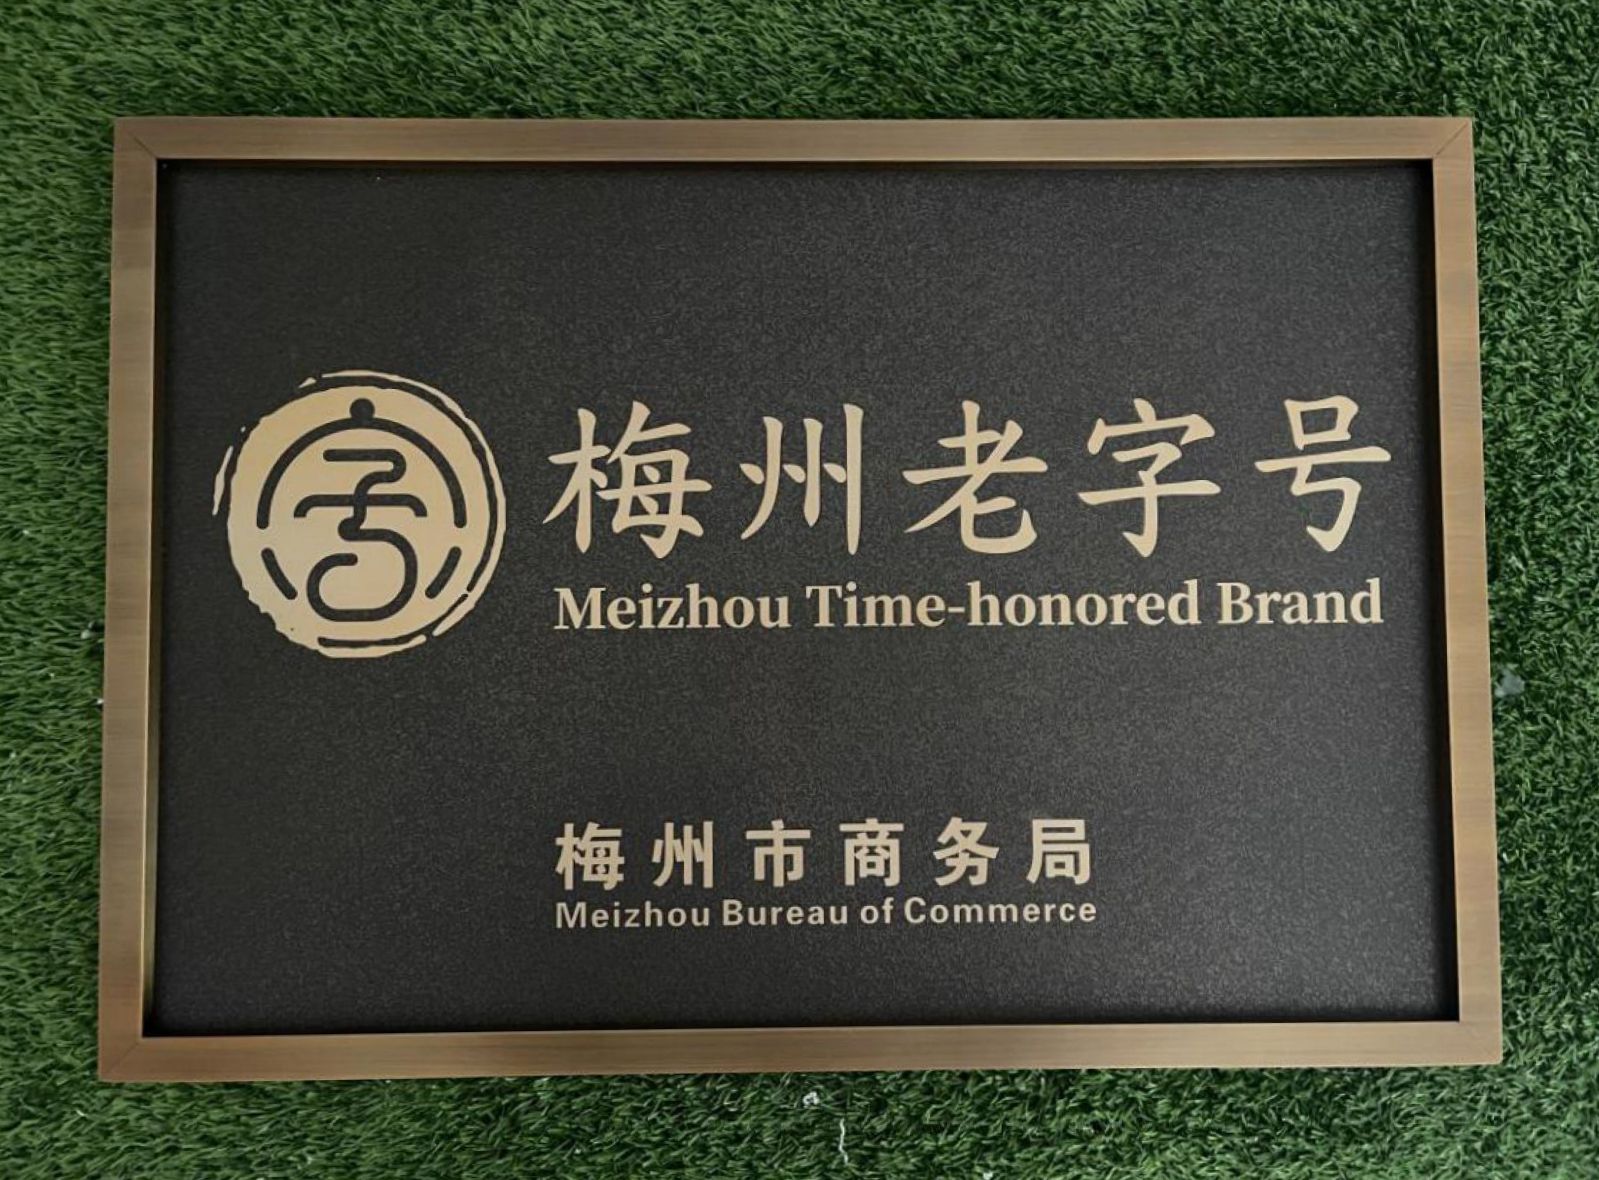 梅州老字号
Meizhou Time-honored Brand
梅州市商务局
Meizhou Bureau of Commerce